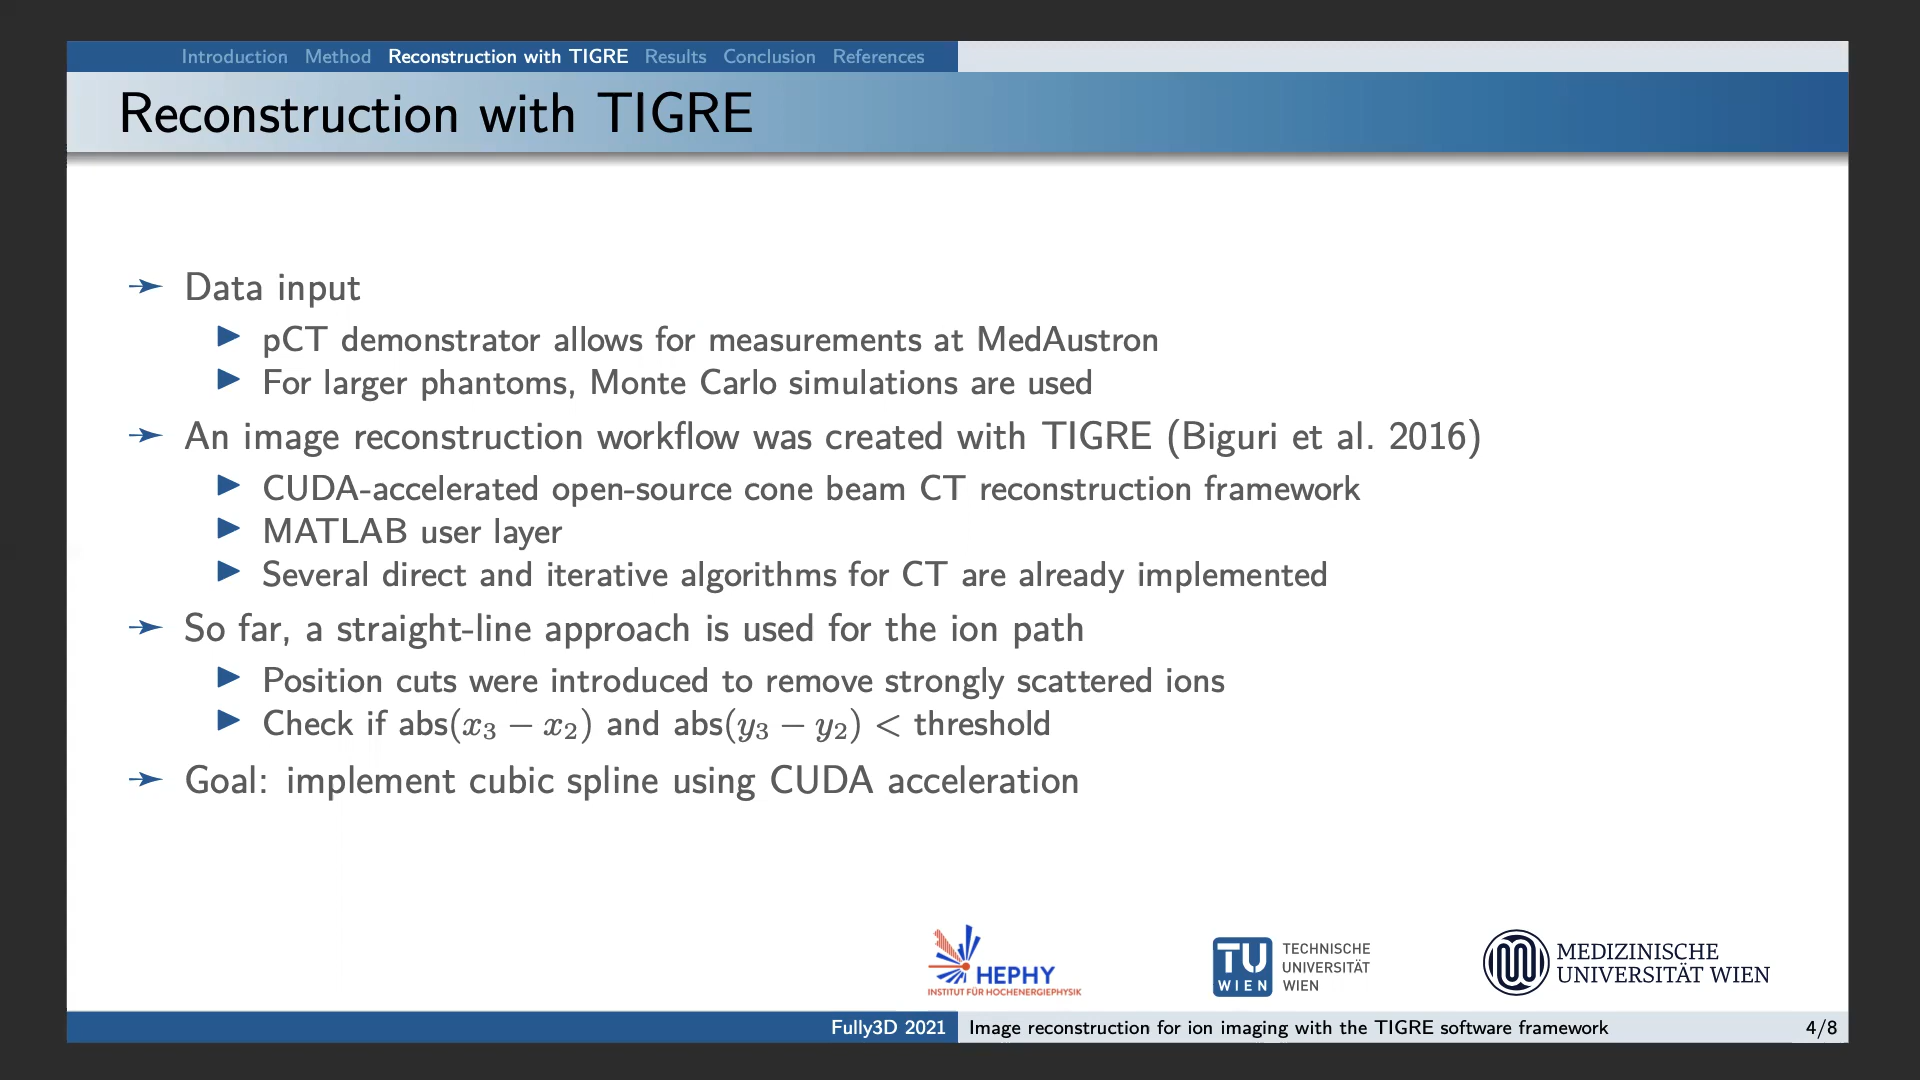 Introduction Method Reconstruction with TIGRE Results Conclusion References
Reconstruction with TIGRE
Data input
pCT demonstrator allows for measurements at MedAustron
For larger phantoms, Monte Carlo simulations are used
An image reconstruction workflow was created with TIGRE (Biguri et al. 2016)
CUDA-accelerated open-source cone beam CT reconstruction framework
MATLAB user layer
Several direct and iterative algorithms for CT are already implemented
So far, a straight-line approach is used for the ion path
Position cuts were introduced to remove strongly scattered ions
Check if abs(x₃ − x₂) and abs(y₃ − y₂) < threshold
Goal: implement cubic spline using CUDA acceleration
HEPHY
INSTITUT FÜR HOCHENERGIEPHYSIK
TU
WIEN
TECHNISCHE
UNIVERSITÄT
WIEN
MEDIZINISCHE
UNIVERSITÄT WIEN
Fully3D 2021 Image reconstruction for ion imaging with the TIGRE software framework 4/8